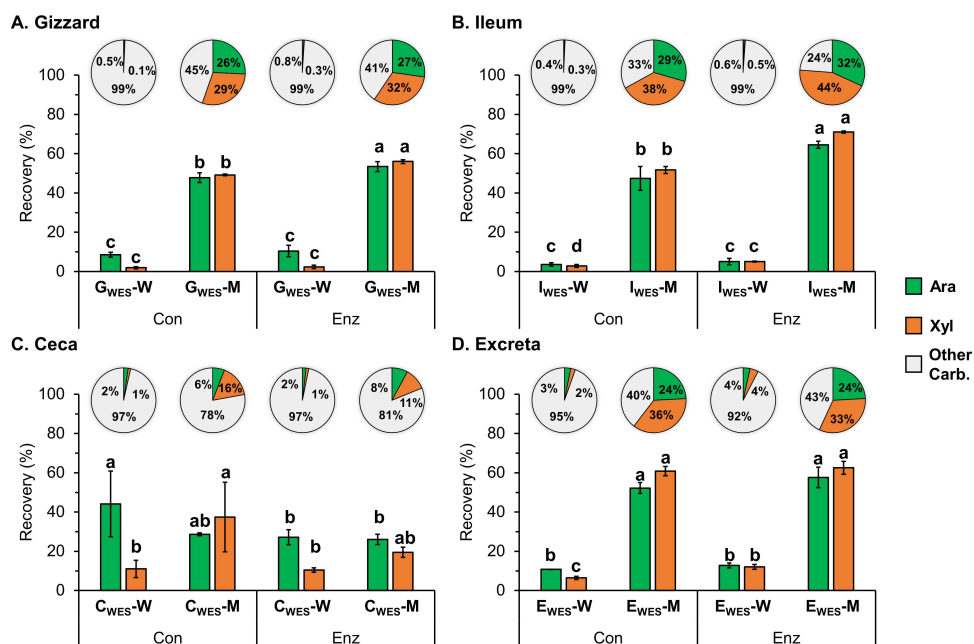 A. Gizzard
0.5% 0.1% 99%
45% 26% 29%
0.8% 0.3% 99%
41% 27% 32%
Recovery (%)
100
80
60
40
20
0
c c b b c c a a
GWES-W GWES-M GWES-W GWES-M
Con Enz
B. Ileum
0.4% 0.3% 99%
33% 29% 38%
0.6% 0.5% 99%
24% 32% 44%
Recovery (%)
100
80
60
40
20
0
c d b b c c a a
IWES-W IWES-M IWES-W IWES-M
Con Enz
Ara
Xyl
Other
Carb.
C. Ceca
2% 1% 97%
6% 16% 78%
2% 1% 97%
8% 11% 81%
Recovery (%)
100
80
60
40
20
0
a b ab a b b b ab
CWES-W CWES-M CWES-W CWES-M
Con Enz
D. Excreta
3% 2% 95%
40% 24% 36%
4% 4% 92%
43% 24% 33%
Recovery (%)
100
80
60
40
20
0
b c a a b b a a
EWES-W EWES-M EWES-W EWES-M
Con Enz